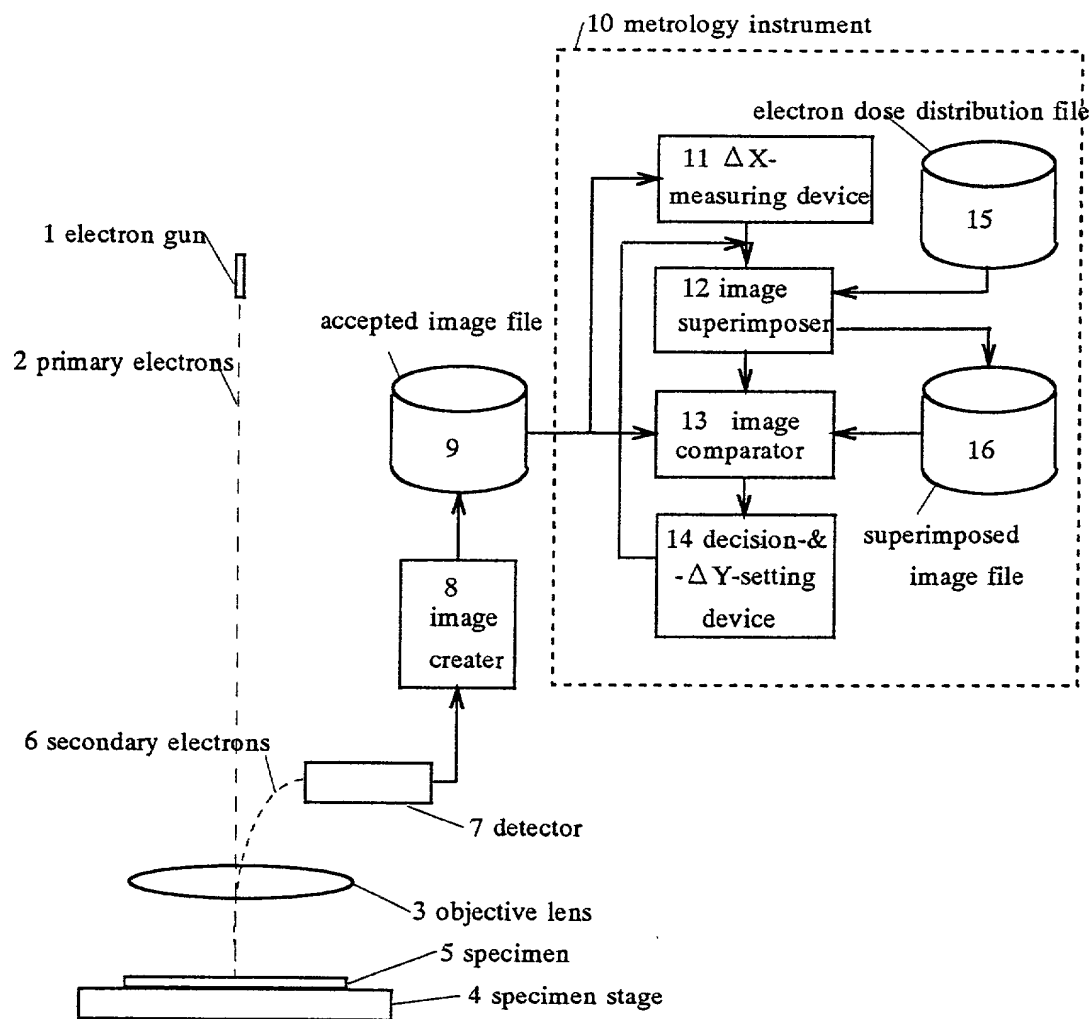 10 metrology instrument
electron dose distribution file
11 ΔX-
measuring device
15
1 electron gun
12 image
superimposer
accepted image file
2 primary electrons
13 image
comparator
9
16
14 decision-&
-ΔY-setting
device
superimposed
image file
8
image
creater
6 secondary electrons
7 detector
3 objective lens
5 specimen
4 specimen stage